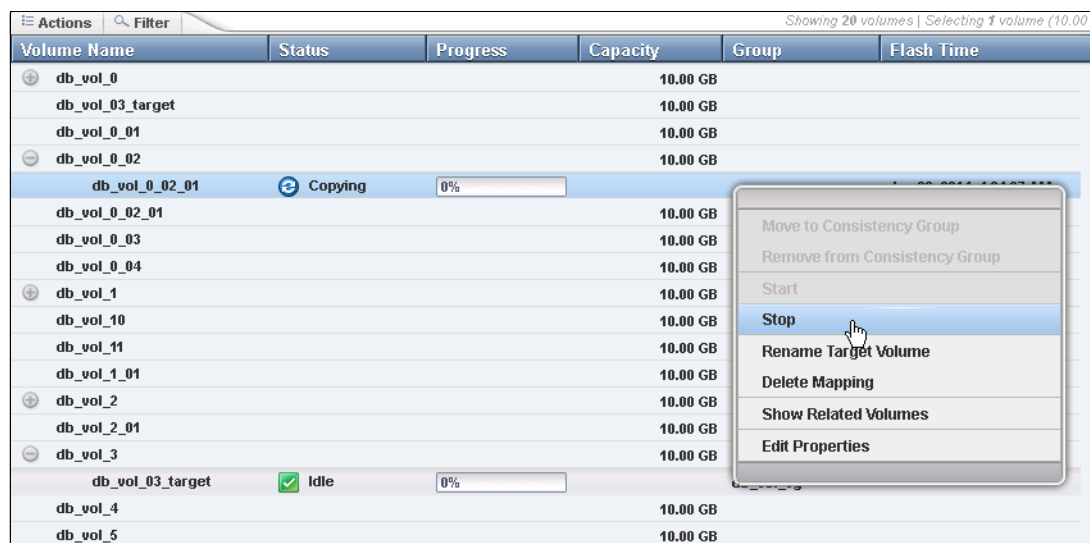 Actions Filter Showing 20 volumes | Selecting 1 volume (10.00
Volume Name Status Progress Capacity Group Flash Time
db_vol_0 10.00 GB
db_vol_03_target 10.00 GB
db_vol_0_01 10.00 GB
db_vol_0_02 10.00 GB
db_vol_0_02_01 Copying 0%
db_vol_0_02_01 10.00 GB
db_vol_0_03 10.00 GB
db_vol_0_04 10.00 GB
db_vol_1 10.00 GB
db_vol_10 10.00 GB
db_vol_11 10.00 GB
db_vol_1_01 10.00 GB
db_vol_2 10.00 GB
db_vol_2_01 10.00 GB
db_vol_3 10.00 GB
db_vol_03_target Idle 0%
db_vol_4 10.00 GB
db_vol_5 10.00 GB
Move to Consistency Group
Remove from Consistency Group
Start
Stop
Rename Target Volume
Delete Mapping
Show Related Volumes
Edit Properties